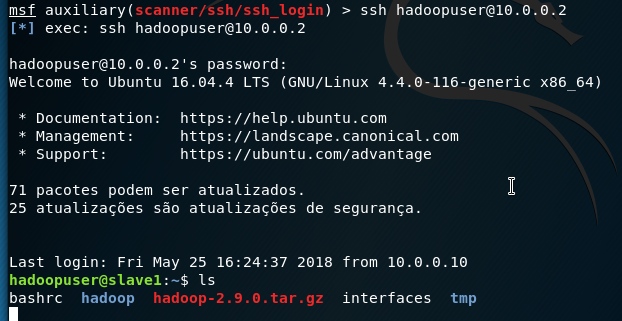 msf auxiliary(scanner/ssh/ssh_login) > ssh hadoopuser@10.0.0.2
[*] exec: ssh hadoopuser@10.0.0.2
hadoopuser@10.0.0.2's password:
Welcome to Ubuntu 16.04.4 LTS (GNU/Linux 4.4.0-116-generic x86_64)
* Documentation:  https://help.ubuntu.com
* Management:     https://landscape.canonical.com
* Support:        https://ubuntu.com/advantage
71 pacotes podem ser atualizados.
25 atualizações são atualizações de segurança.
Last login: Fri May 25 16:24:37 2018 from 10.0.0.10
hadoopuser@slave1:~$ ls
bashrc  hadoop  hadoop-2.9.0.tar.gz  interfaces  tmp